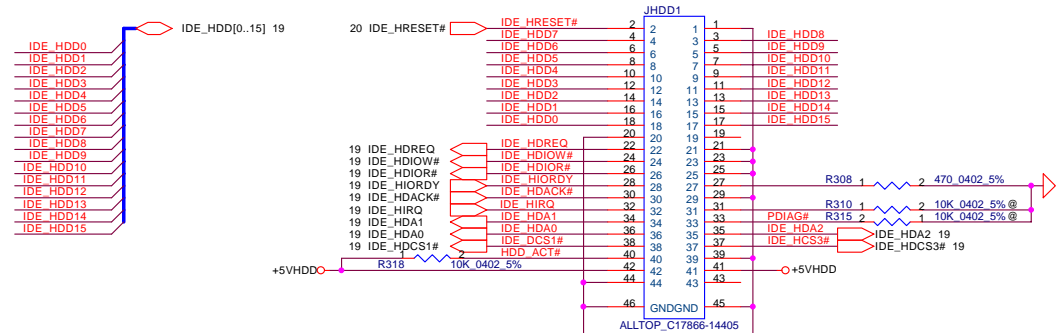 JHDD1
IDE_HDD[0..15] 19
20 IDE_HRESET# IDE_HRESET# 2 2 1 1
IDE_HDD7 4 4 3 3 IDE_HDD8
IDE_HDD0 IDE_HDD6 6 6 5 5 IDE_HDD9
IDE_HDD1 IDE_HDD5 8 8 7 7 IDE_HDD10
IDE_HDD2 IDE_HDD4 10 10 9 9 IDE_HDD11
IDE_HDD3 IDE_HDD3 12 12 11 11 IDE_HDD12
IDE_HDD4 IDE_HDD2 14 14 13 13 IDE_HDD13
IDE_HDD5 IDE_HDD1 16 16 15 15 IDE_HDD14
IDE_HDD6 IDE_HDD0 18 18 17 17 IDE_HDD15
IDE_HDD7 20 20 19 19
IDE_HDD8 19 IDE_HDREQ IDE_HDREQ 22 22 21 21
IDE_HDD9 19 IDE_HDIOW# IDE_HDIOW# 24 24 23 23
IDE_HDD10 19 IDE_HDIOR# IDE_HDIOR# 26 26 25 25
IDE_HDD11 19 IDE_HIORDY IDE_HIORDY 28 28 27 27 R308 1 2 470_0402_5%
IDE_HDD12 19 IDE_HDACK# IDE_HDACK# 30 30 29 29
IDE_HDD13 19 IDE_HIRQ IDE_HIRQ 32 32 31 31 R310 1 2 10K_0402_5% @
IDE_HDD14 19 IDE_HDA1 IDE_HDA1 34 34 33 33 PDIAG# R315 2 1 10K_0402_5% @
IDE_HDD15 19 IDE_HDA0 IDE_HDA0 36 36 35 35 IDE_HDA2 IDE_HDA2 19
19 IDE_HDCS1# IDE_DCS1# 38 38 37 37 IDE_HCS3# IDE_HDCS3# 19
1 2 HDD_ACT# 40 40 39 39
R318 10K_0402_5%
+5VHDD 42 42 41 41 +5VHDD
44 44 43 43
46 GND GND 45
ALLTOP_C17866-14405